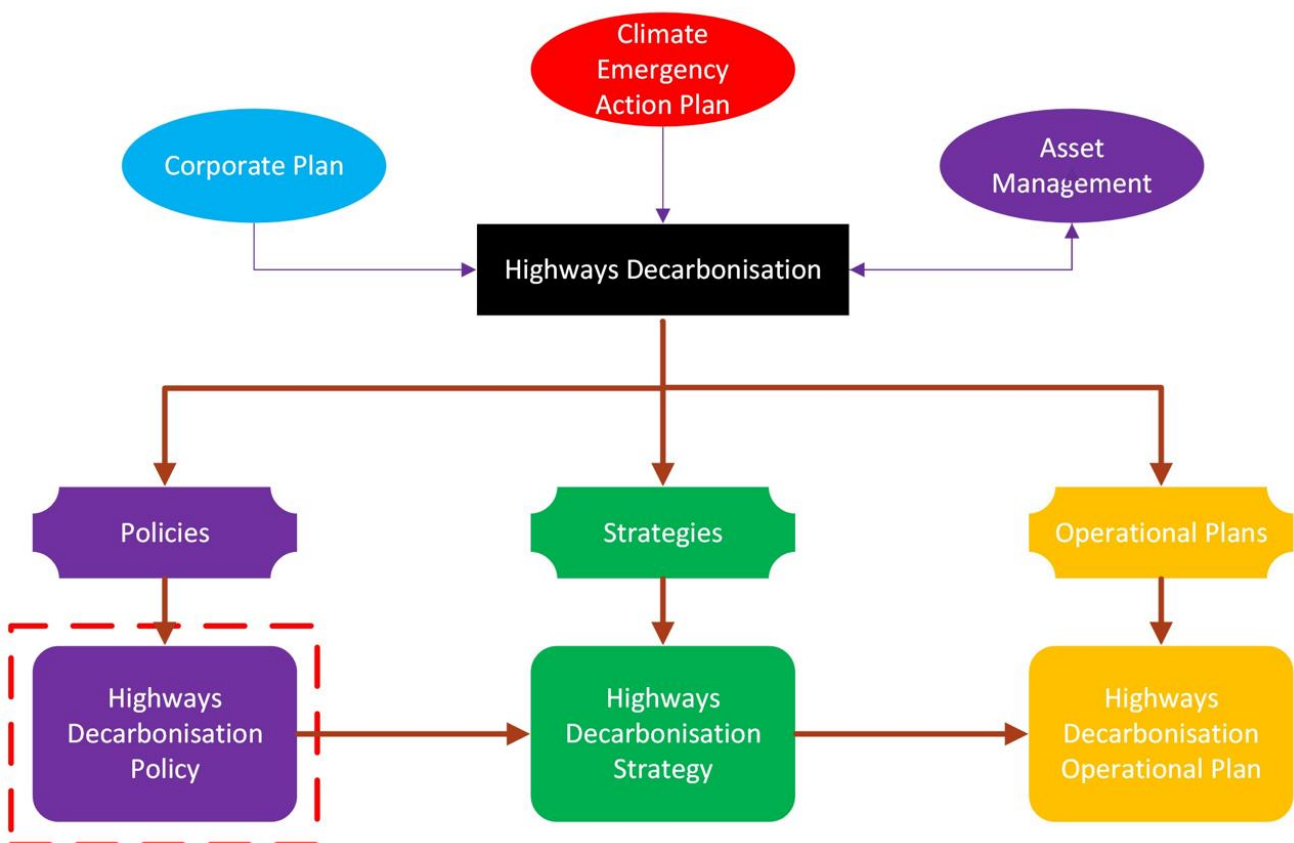 Climate
Emergency
Action Plan
Corporate Plan
Asset
Management
Highways Decarbonisation
Policies
Strategies
Operational Plans
Highways
Decarbonisation
Policy
Highways
Decarbonisation
Strategy
Highways
Decarbonisation
Operational Plan